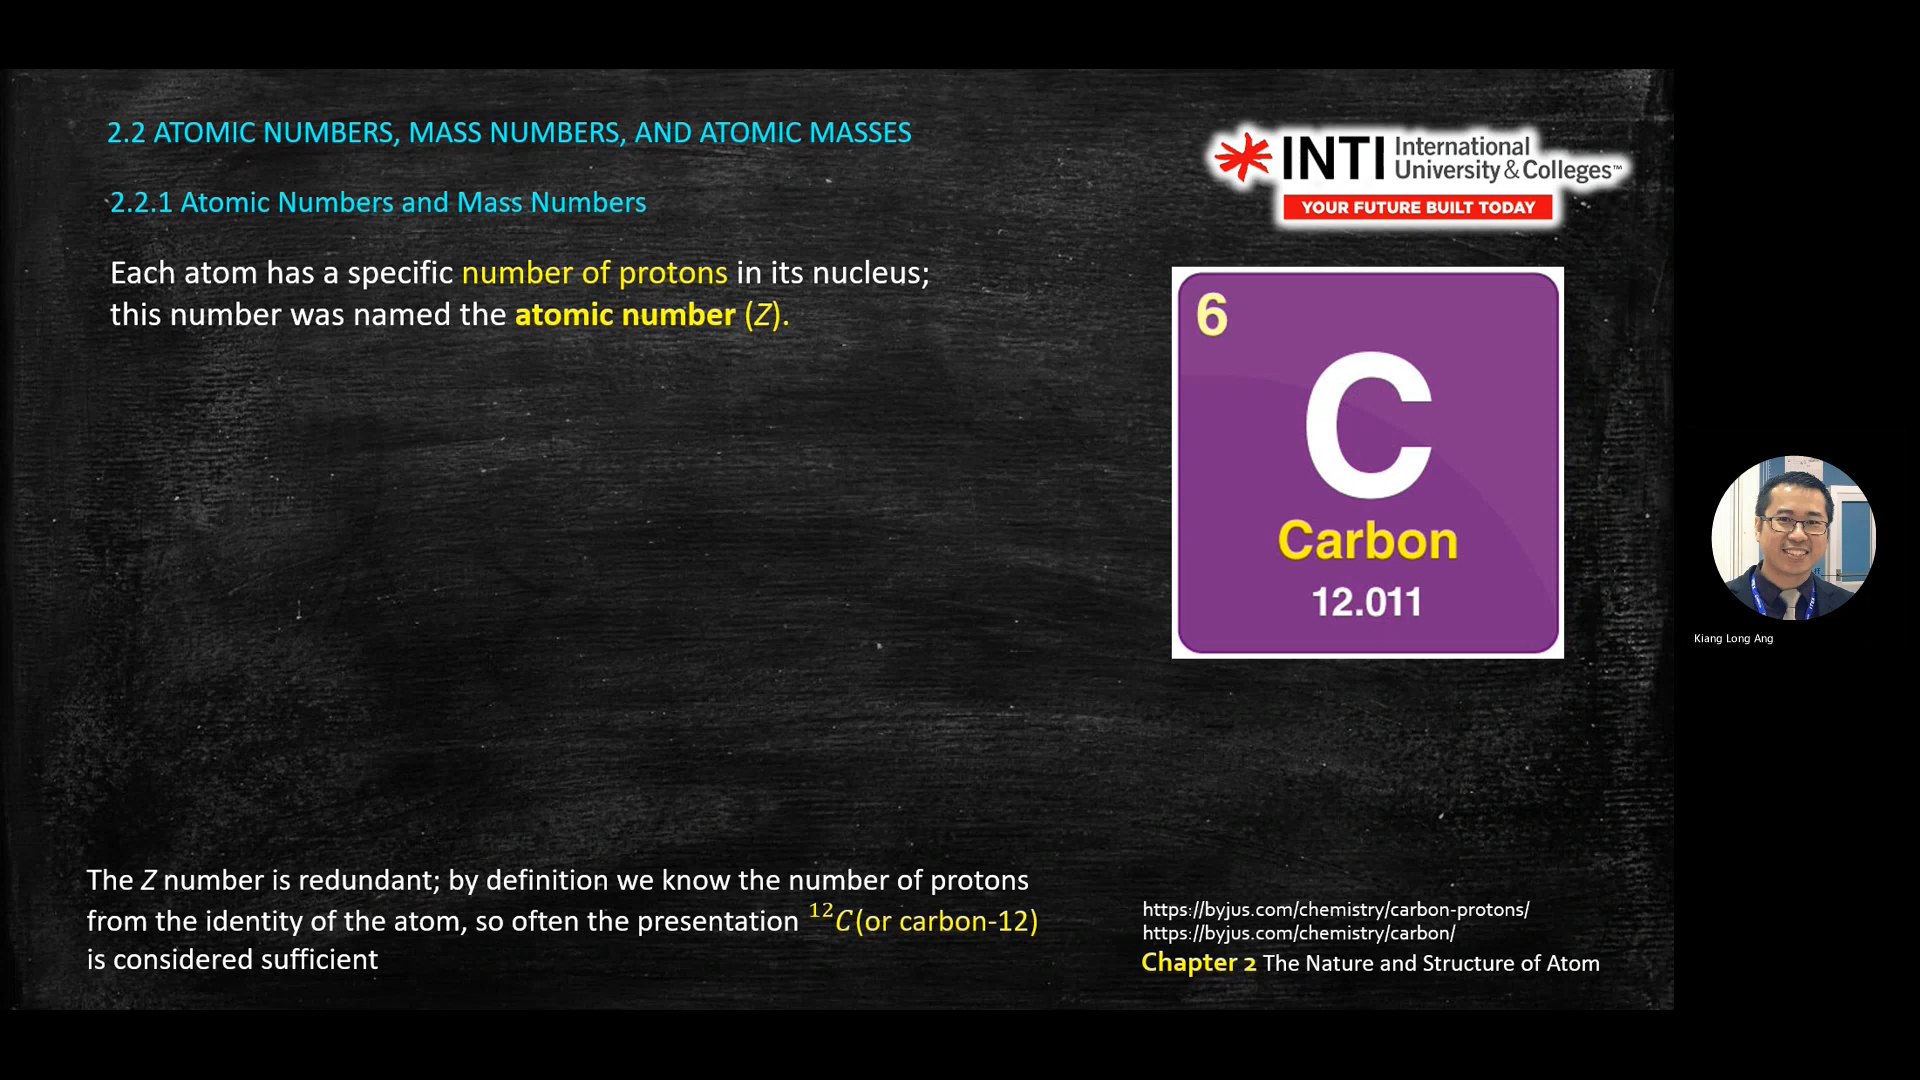 2.2 ATOMIC NUMBERS, MASS NUMBERS, AND ATOMIC MASSES
2.2.1 Atomic Numbers and Mass Numbers
Each atom has a specific number of protons in its nucleus;
this number was named the atomic number (Z).
INTI International
University & Colleges™
YOUR FUTURE BUILT TODAY
6
C
Carbon
12.011
Kiang Long Ang
The Z number is redundant; by definition we know the number of protons
from the identity of the atom, so often the presentation ¹²C(or carbon-12)
is considered sufficient
https://byjus.com/chemistry/carbon-protons/
https://byjus.com/chemistry/carbon/
Chapter 2 The Nature and Structure of Atom